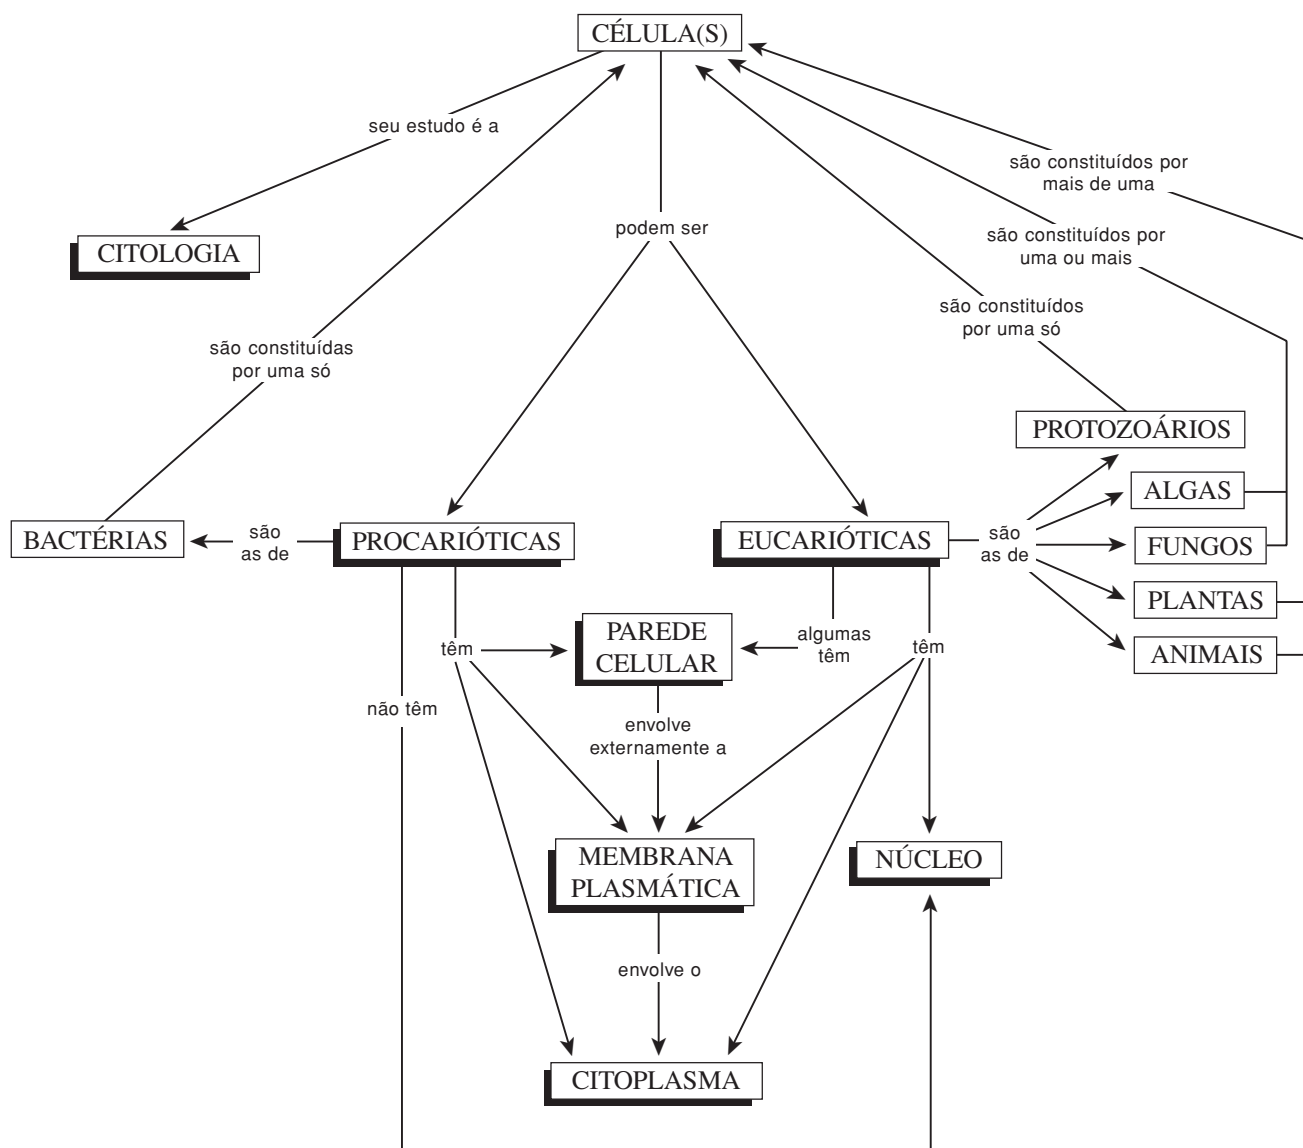 CÉLULA(S)
seu estudo é a
são constituídos por
mais de uma
podem ser
são constituídos por
uma ou mais
CITOLOGIA
são constituídos
por uma só
são constituídas
por uma só
PROTOZOÁRIOS
ALGAS
BACTÉRIAS
são
as de
PROCARIÓTICAS
EUCARIÓTICAS
são
as de
FUNGOS
PLANTAS
PAREDE
CELULAR
algumas
têm
têm
têm
ANIMAIS
não têm
envolve
externamente a
MEMBRANA
PLASMÁTICA
NÚCLEO
envolve o
CITOPLASMA